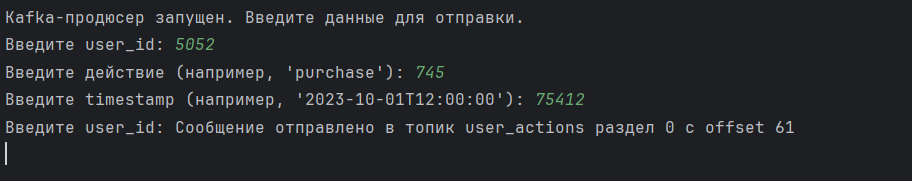 Kafka-продюсер запущен. Введите данные для отправки.
Введите user_id: 5052
Введите действие (например, 'purchase'): 745
Введите timestamp (например, '2023-10-01T12:00:00'): 75412
Введите user_id: Сообщение отправлено в топик user_actions раздел 0 с offset 61